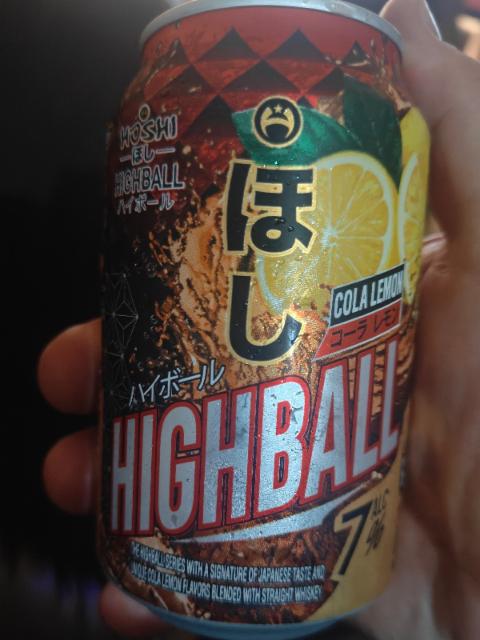 HOSHI
ほし
HIGHBALL
ハイボール
ほし
COLA LEMON
コーラ レモン
ハイボール
HIGHBALL
ALC
7%
THE HIGHBALL SERIES WITH A SIGNATURE OF JAPANESE TASTE AND
UNIQUE COLA LEMON FLAVORS BLENDED WITH STRAIGHT WHISKEY